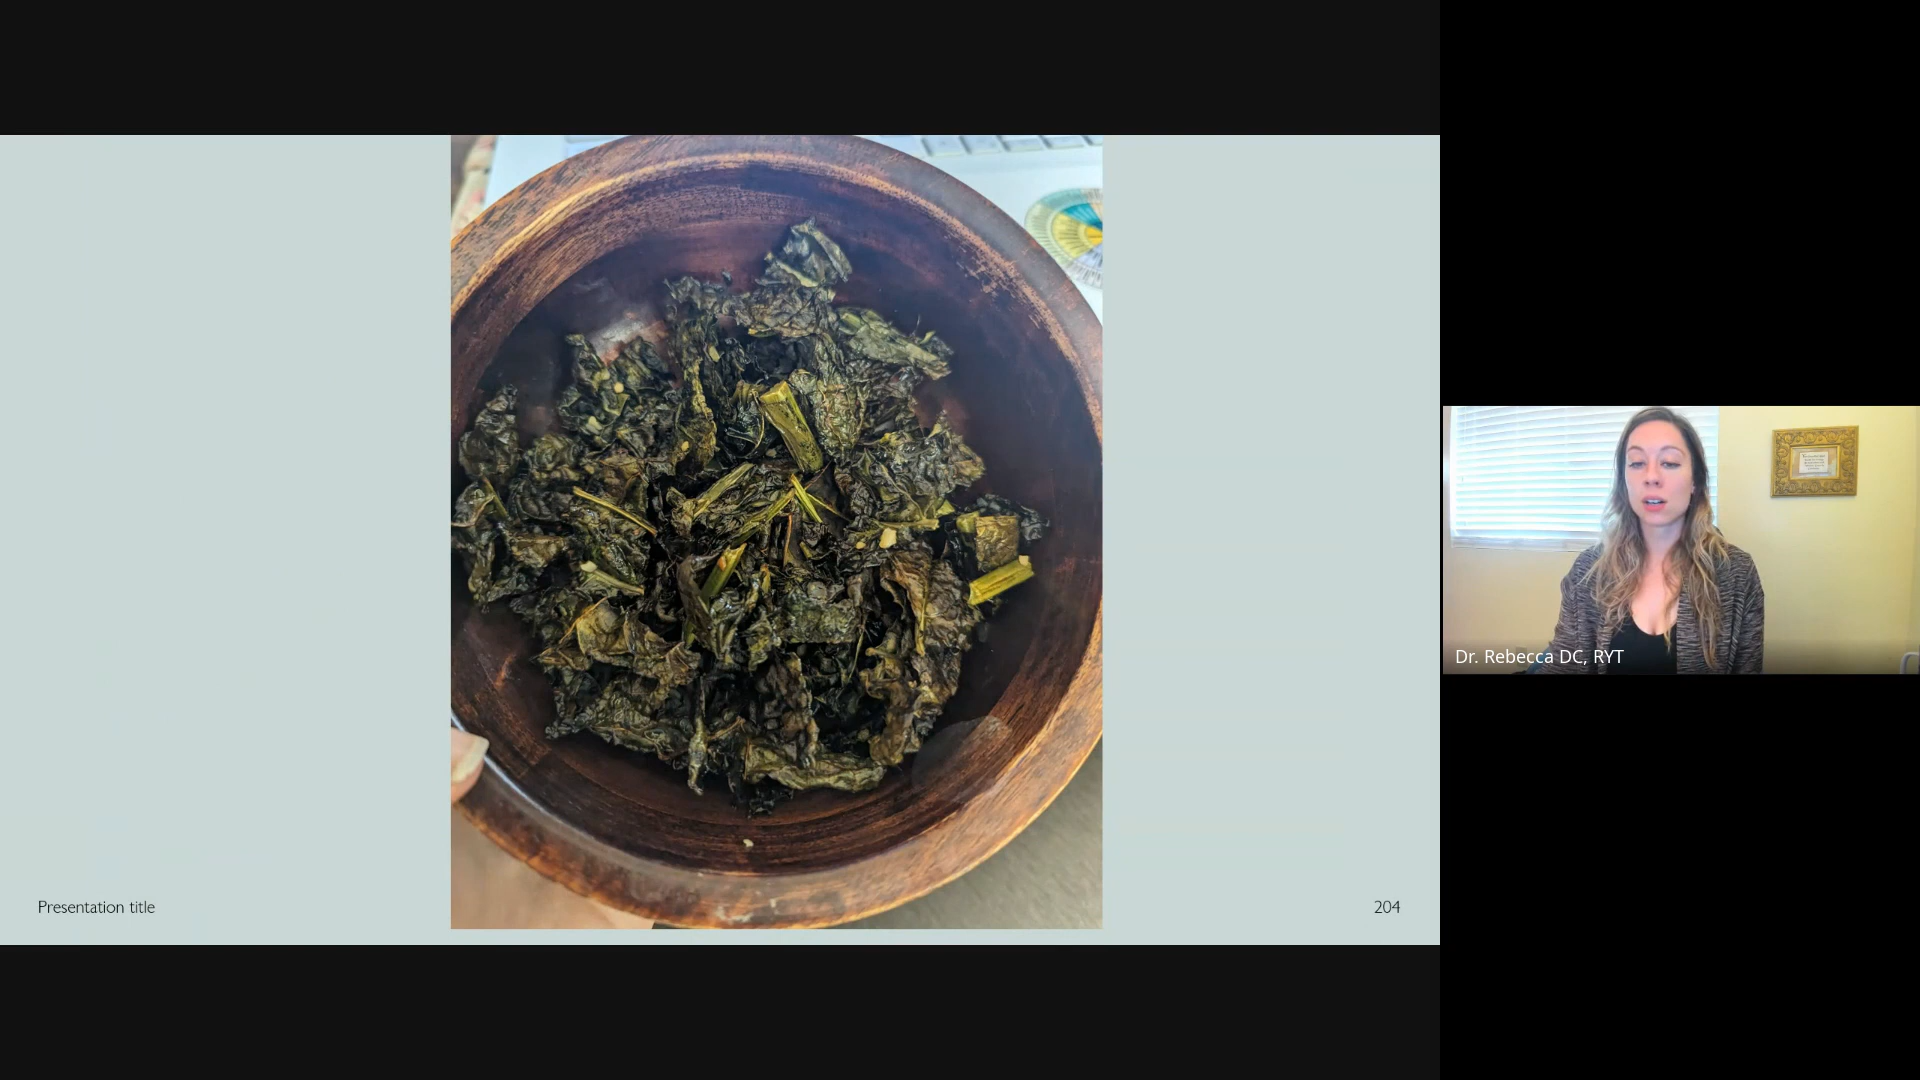 Presentation title
204
Dr. Rebecca DC, RYT